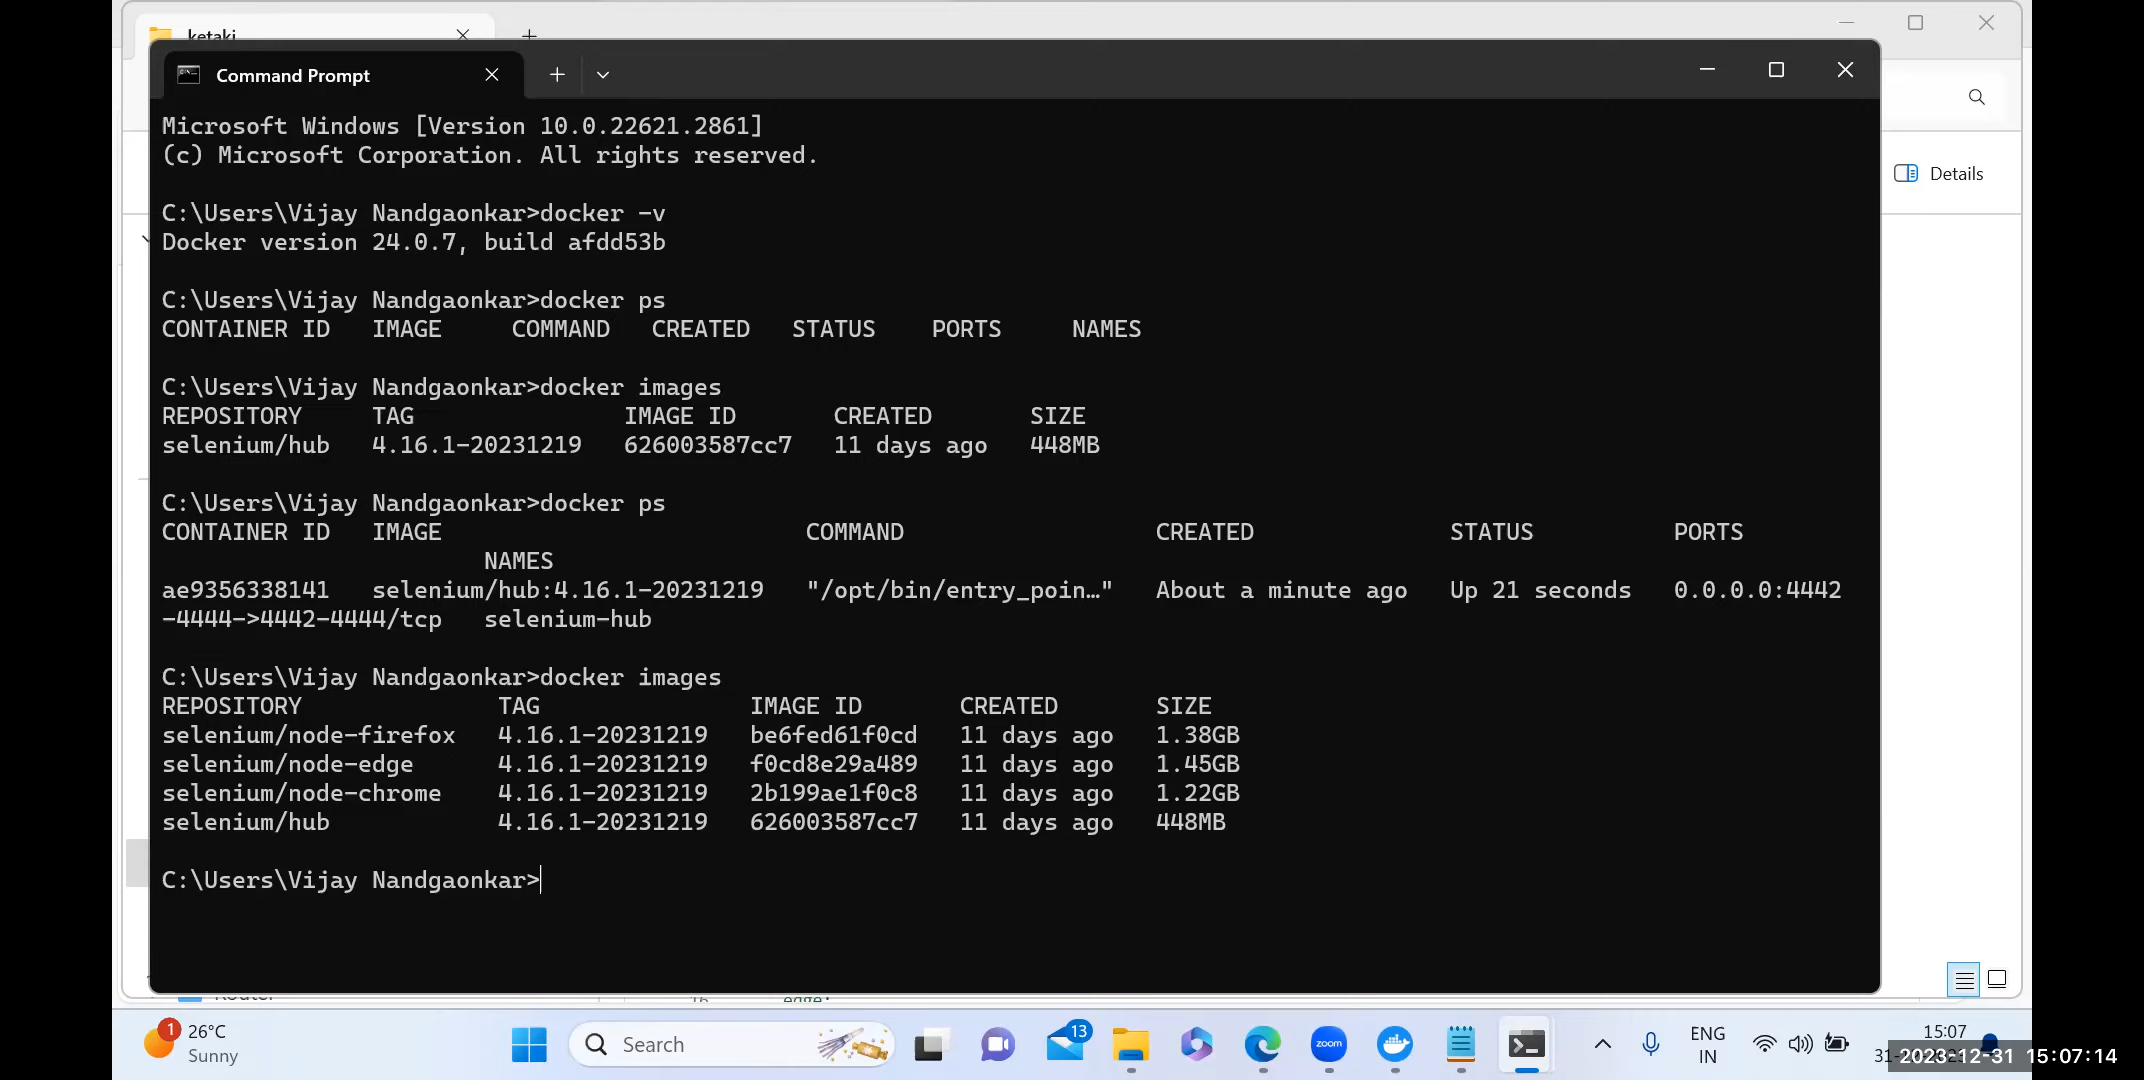 ketaki
Command Prompt
Microsoft Windows [Version 10.0.22621.2861]
(c) Microsoft Corporation. All rights reserved.
C:\Users\Vijay Nandgaonkar>docker -v
Docker version 24.0.7, build afdd53b
C:\Users\Vijay Nandgaonkar>docker ps
CONTAINER ID   IMAGE     COMMAND   CREATED   STATUS    PORTS     NAMES
C:\Users\Vijay Nandgaonkar>docker images
REPOSITORY     TAG               IMAGE ID       CREATED       SIZE
selenium/hub   4.16.1-20231219   626003587cc7   11 days ago   448MB
C:\Users\Vijay Nandgaonkar>docker ps
CONTAINER ID   IMAGE                          COMMAND                  CREATED              STATUS          PORTS
NAMES
ae9356338141   selenium/hub:4.16.1-20231219   "/opt/bin/entry_poin…"   About a minute ago   Up 21 seconds   0.0.0.0:4442
-4444->4442-4444/tcp   selenium-hub
C:\Users\Vijay Nandgaonkar>docker images
REPOSITORY              TAG               IMAGE ID       CREATED       SIZE
selenium/node-firefox   4.16.1-20231219   be6fed61f0cd   11 days ago   1.38GB
selenium/node-edge      4.16.1-20231219   f0cd8e29a489   11 days ago   1.45GB
selenium/node-chrome    4.16.1-20231219   2b199ae1f0c8   11 days ago   1.22GB
selenium/hub            4.16.1-20231219   626003587cc7   11 days ago   448MB
C:\Users\Vijay Nandgaonkar>
Details
1
26°C
Sunny
Search
13
zoom
ENG
IN
15:07
2023-12-31 15:07:14